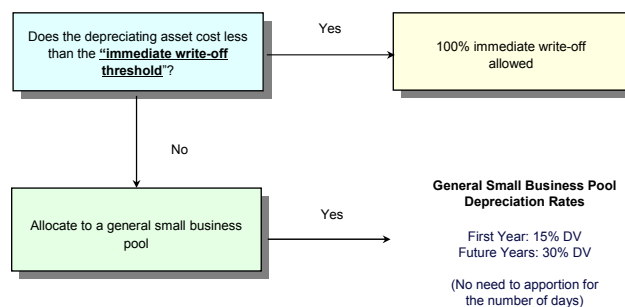 Does the depreciating asset cost less
than the "immediate write-off
threshold"?
Yes
100% immediate write-off
allowed
No
Allocate to a general small business
pool
Yes
General Small Business Pool
Depreciation Rates
First Year: 15% DV
Future Years: 30% DV
(No need to apportion for
the number of days)